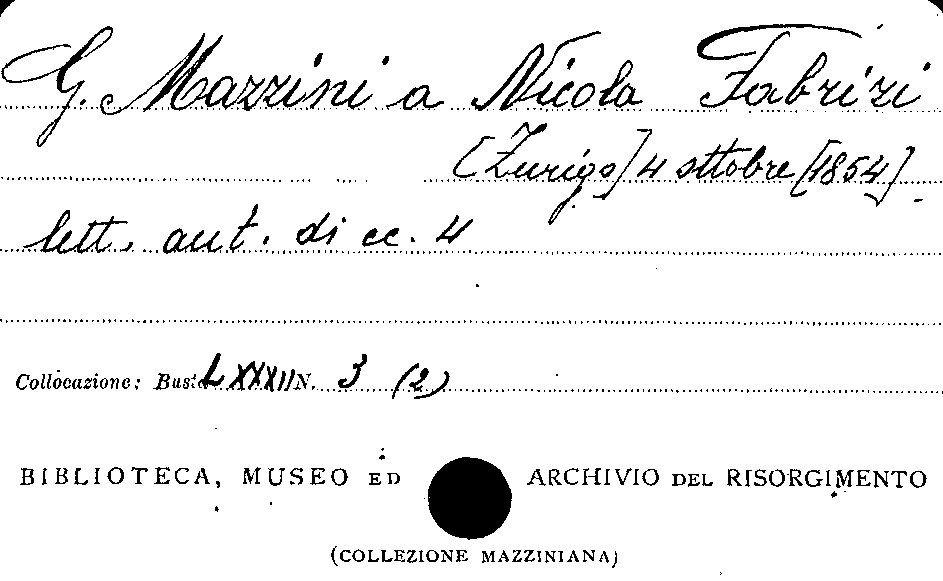 G. Mazzini a Nicola Fabrizi
[Zurigo] 4 ottobre [1854]
lett. aut. di cc. 4
Collocazione: Busta LXXXII N. 3 (2)
BIBLIOTECA, MUSEO ED ARCHIVIO DEL RISORGIMENTO
(COLLEZIONE MAZZINIANA)